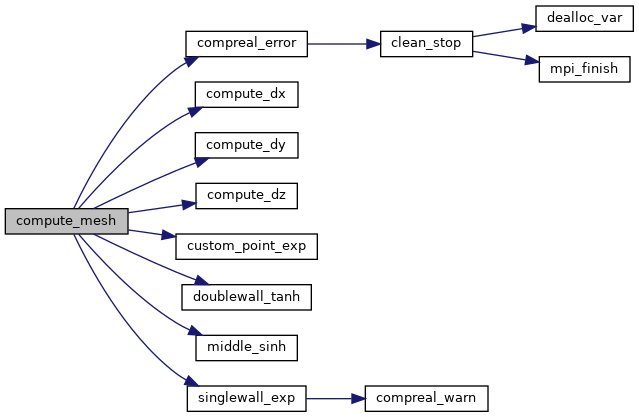 dealloc_var
compreal_error
clean_stop
mpi_finish
compute_dx
compute_dy
compute_dz
compute_mesh
custom_point_exp
doublewall_tanh
middle_sinh
singlewall_exp
compreal_warn